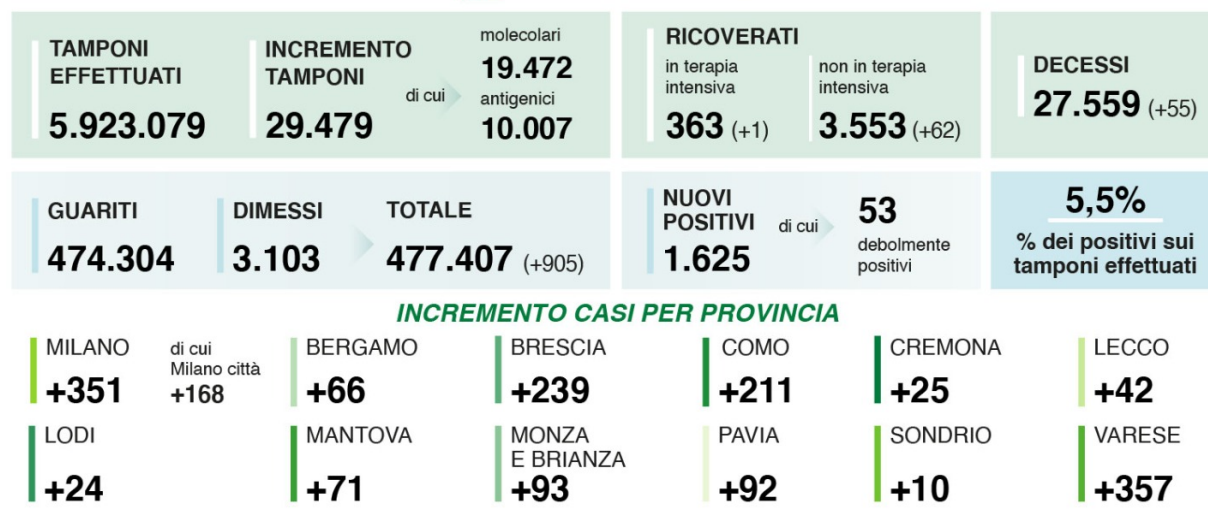 TAMPONI
EFFETTUATI
5.923.079
INCREMENTO
TAMPONI
29.479
di cui
molecolari
19.472
antigenici
10.007
RICOVERATI
in terapia
intensiva
363 (+1)
non in terapia
intensiva
3.553 (+62)
DECESSI
27.559 (+55)
GUARITI
474.304
DIMESSI
3.103
TOTALE
477.407 (+905)
NUOVI
POSITIVI
1.625
di cui
53
debolmente
positivi
5,5%
% dei positivi sui
tamponi effettuati
INCREMENTO CASI PER PROVINCIA
MILANO
+351
di cui
Milano città
+168
BERGAMO
+66
BRESCIA
+239
COMO
+211
CREMONA
+25
LECCO
+42
LODI
+24
MANTOVA
+71
MONZA
E BRIANZA
+93
PAVIA
+92
SONDRIO
+10
VARESE
+357